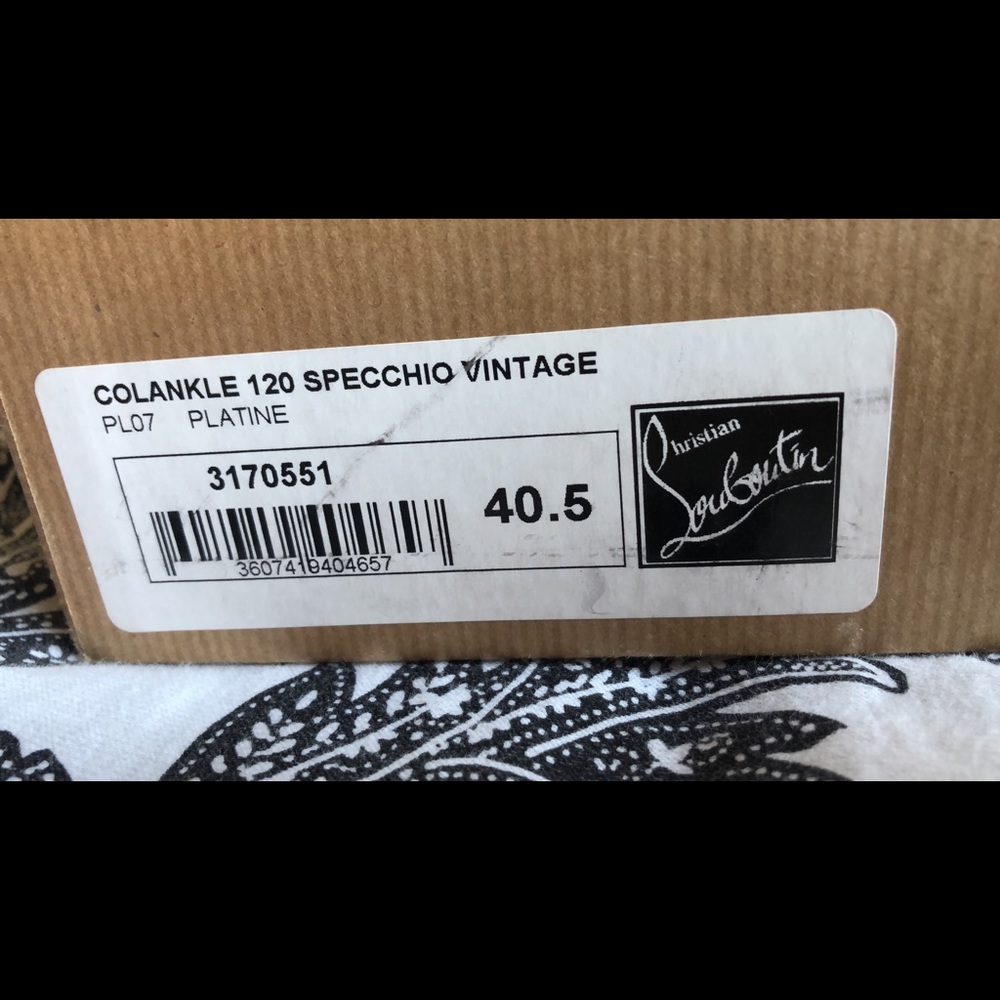 COLANKLE 120 SPECCHIO VINTAGE
PL07 PLATINE
3170551
40.5
3607419404657
Christian
Louboutin